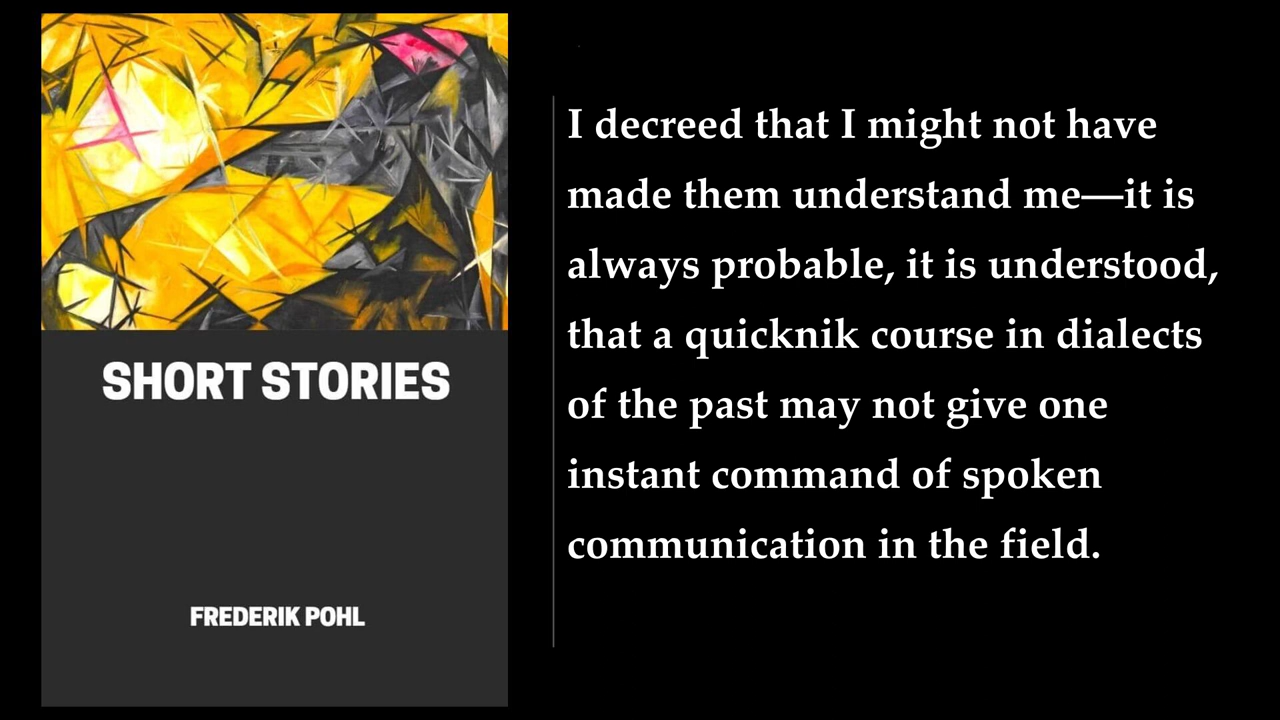 SHORT STORIES
FREDERIK POHL
I decreed that I might not have
made them understand me—it is
always probable, it is understood,
that a quicknik course in dialects
of the past may not give one
instant command of spoken
communication in the field.